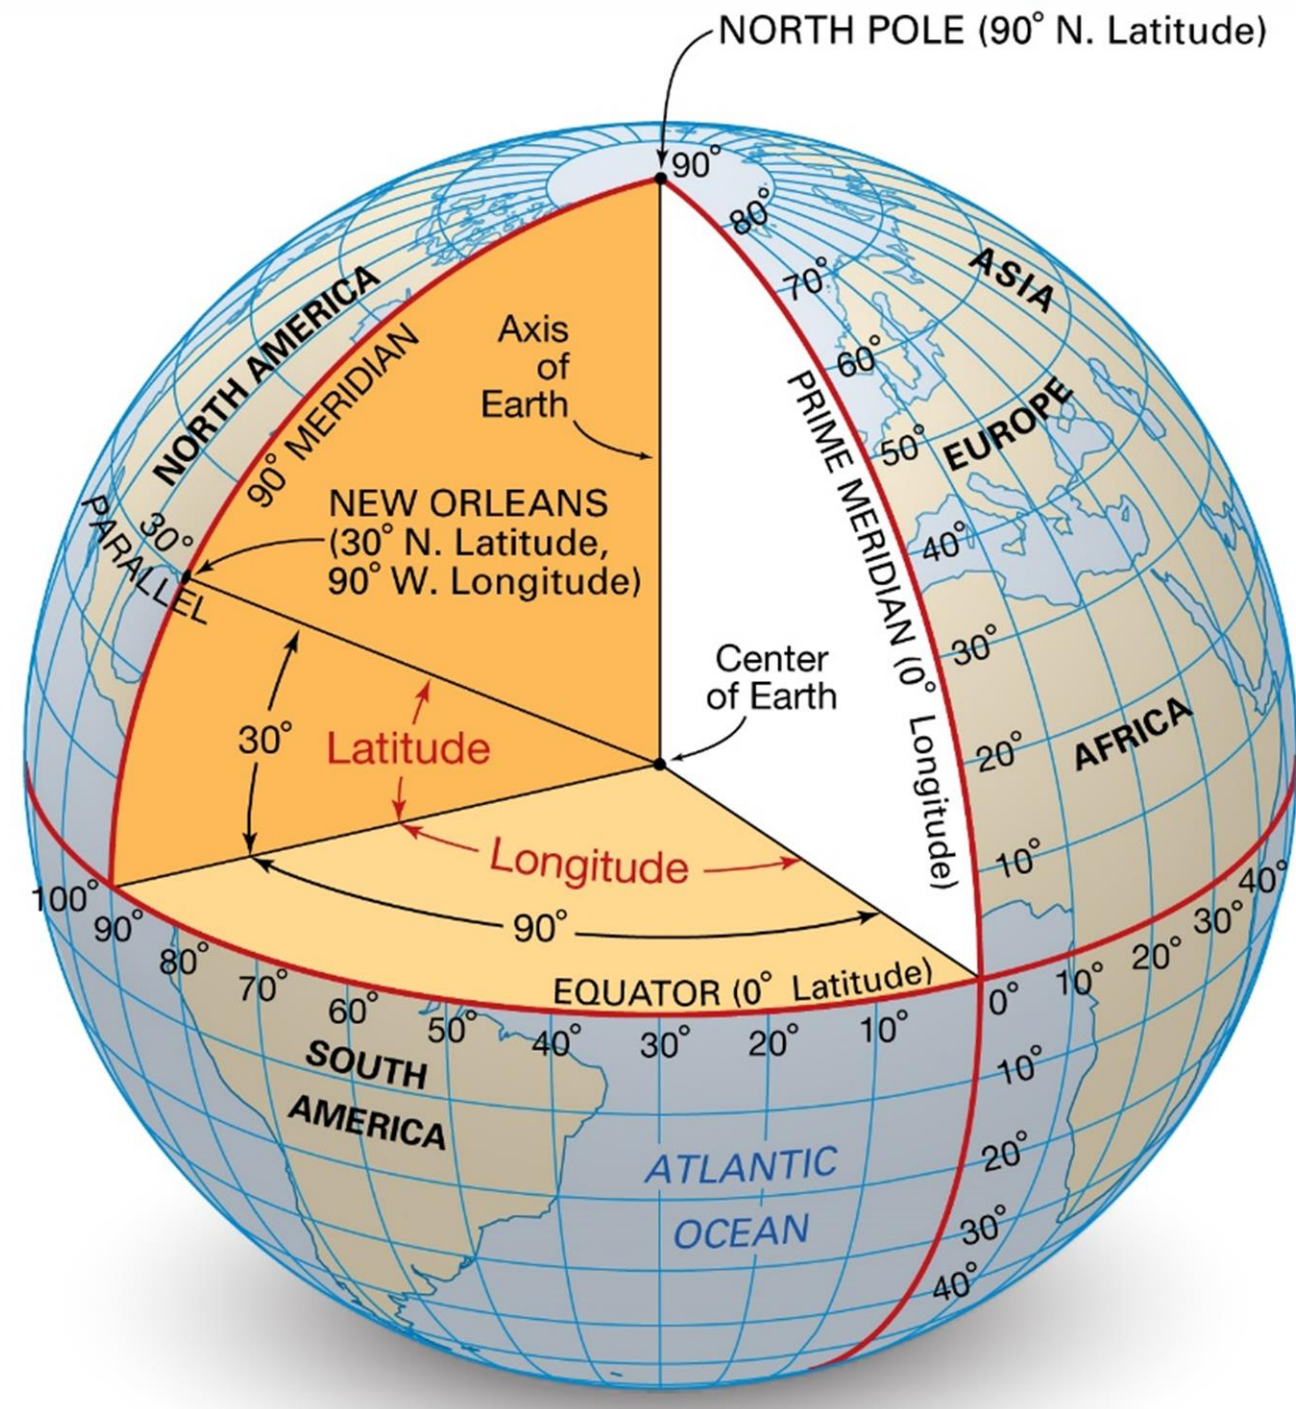 NORTH POLE (90° N. Latitude)
90°
80°
70°
60°
50°
40°
30°
20°
10°
ASIA
EUROPE
AFRICA
NORTH AMERICA
90° MERIDIAN
Axis
of
Earth
PRIME MERIDIAN (0° Longitude)
30°
PARALLEL
NEW ORLEANS
(30° N. Latitude,
90° W. Longitude)
Center
of Earth
30°
Latitude
Longitude
90°
EQUATOR (0° Latitude)
100°
90°
80°
70°
60°
50°
40°
30°
20°
10°
0°
10°
20°
30°
40°
10°
20°
30°
40°
SOUTH
AMERICA
ATLANTIC
OCEAN